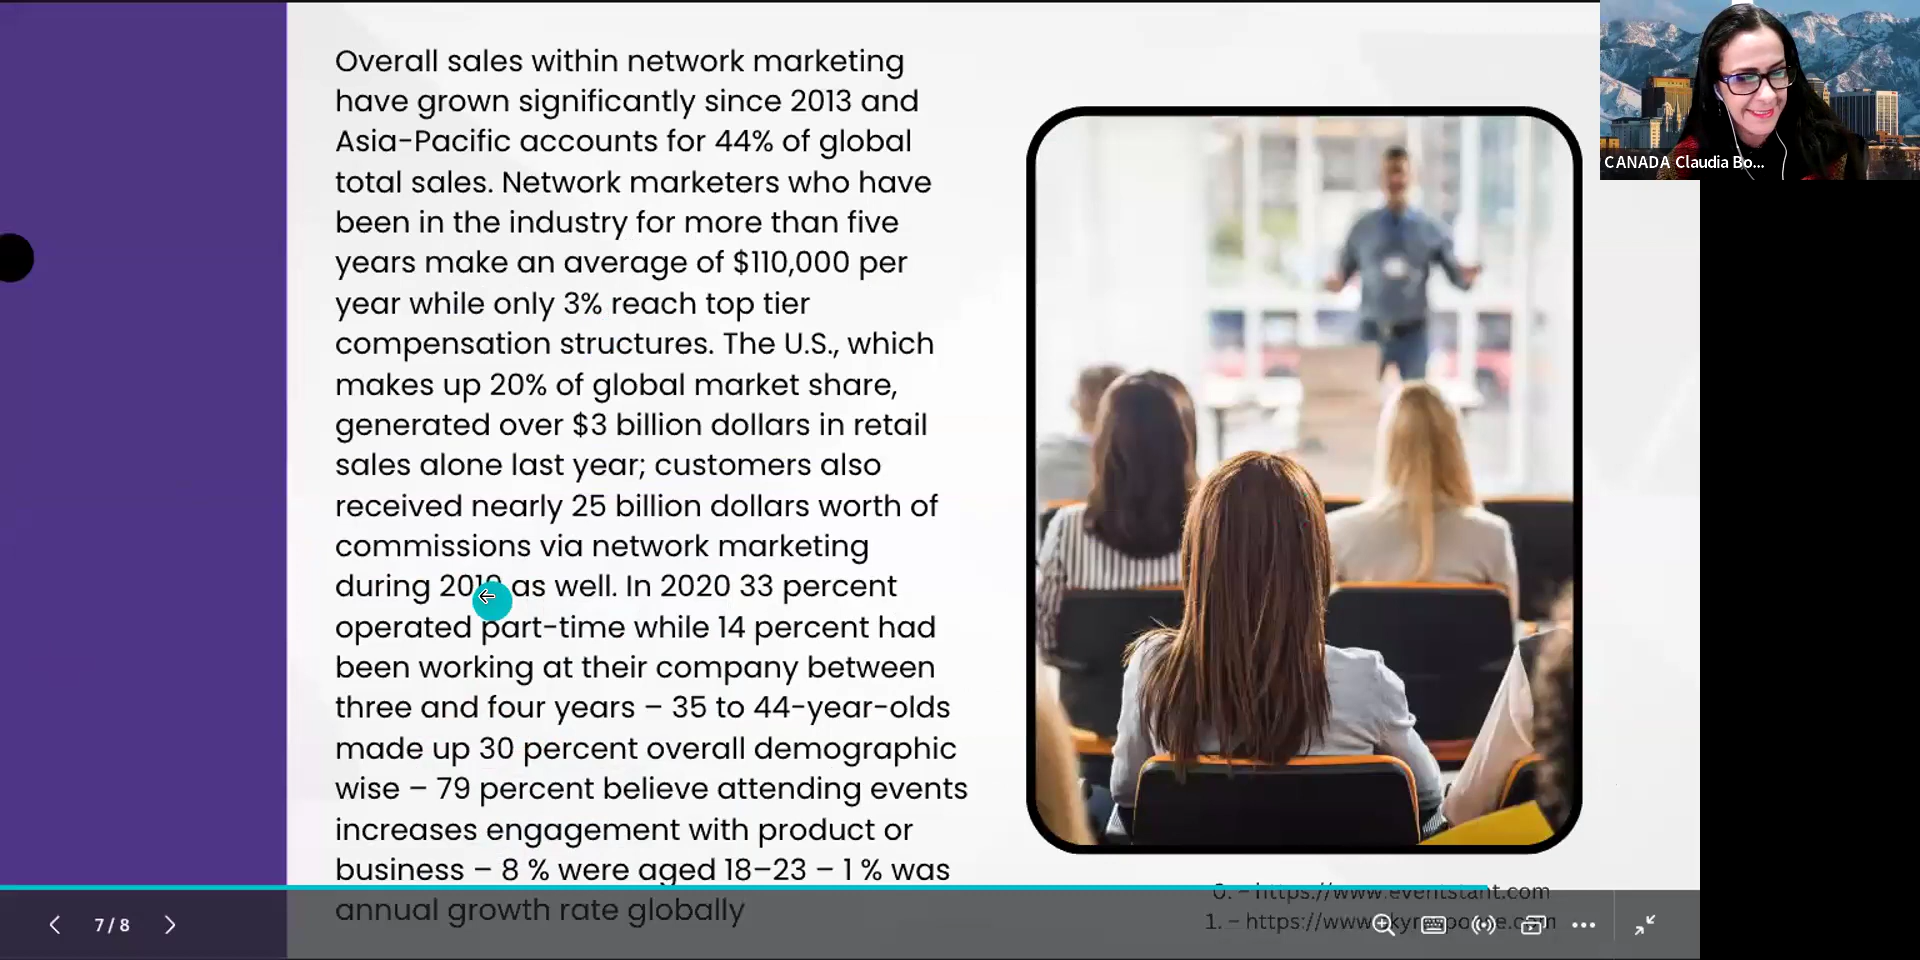 Overall sales within network marketing
have grown significantly since 2013 and
Asia-Pacific accounts for 44% of global
total sales. Network marketers who have
been in the industry for more than five
years make an average of $110,000 per
year while only 3% reach top tier
compensation structures. The U.S., which
makes up 20% of global market share,
generated over $3 billion dollars in retail
sales alone last year; customers also
received nearly 25 billion dollars worth of
commissions via network marketing
during as well. In 2020 33 percent
operated part-time while 14 percent had
been working at their company between
three and four years – 35 to 44-year-olds
made up 30 percent overall demographic
wise – 79 percent believe attending events
increases engagement with product or
business – 8 % were aged 18–23 – 1 % was
annual growth rate globally
CANADA Claudia Bo...
0. – https://www.eventstant.com
1. – https://www.
7 / 8